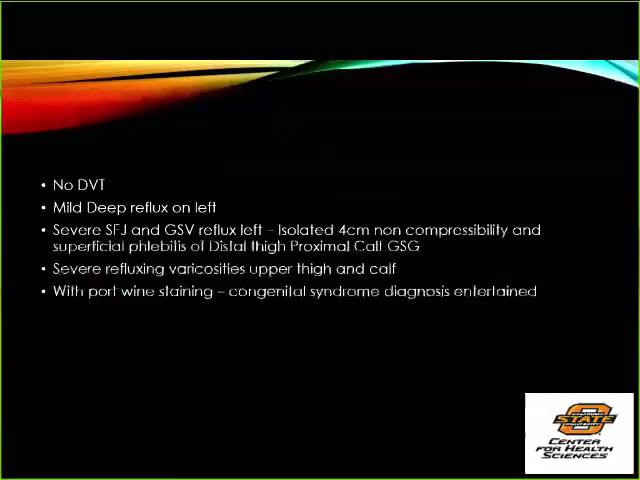 • No DVT
• Mild Deep reflux on left
• Severe SFJ and GSV reflux left – Isolated 4cm non compressibility and
superficial phlebitis of Distal thigh Proximal Calf GSG
• Severe refluxing varicosities upper thigh and calf
• With port wine staining – congenital syndrome diagnosis entertained
OKLAHOMA
STATE
UNIVERSITY
CENTER
FOR HEALTH
SCIENCES